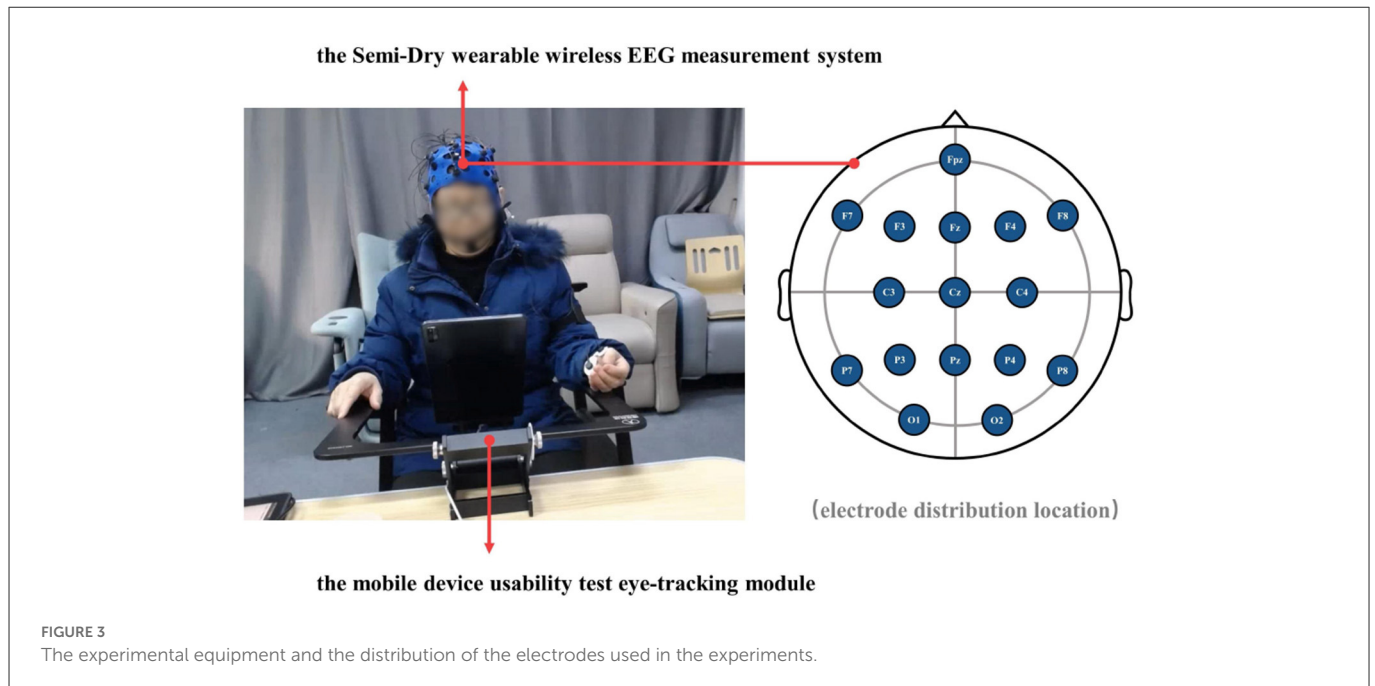 the Semi-Dry wearable wireless EEG measurement system
Fpz
F7
F3
Fz
F4
F8
C3
Cz
C4
P7
P3
Pz
P4
P8
O1
O2
(electrode distribution location)
the mobile device usability test eye-tracking module
FIGURE 3
The experimental equipment and the distribution of the electrodes used in the experiments.